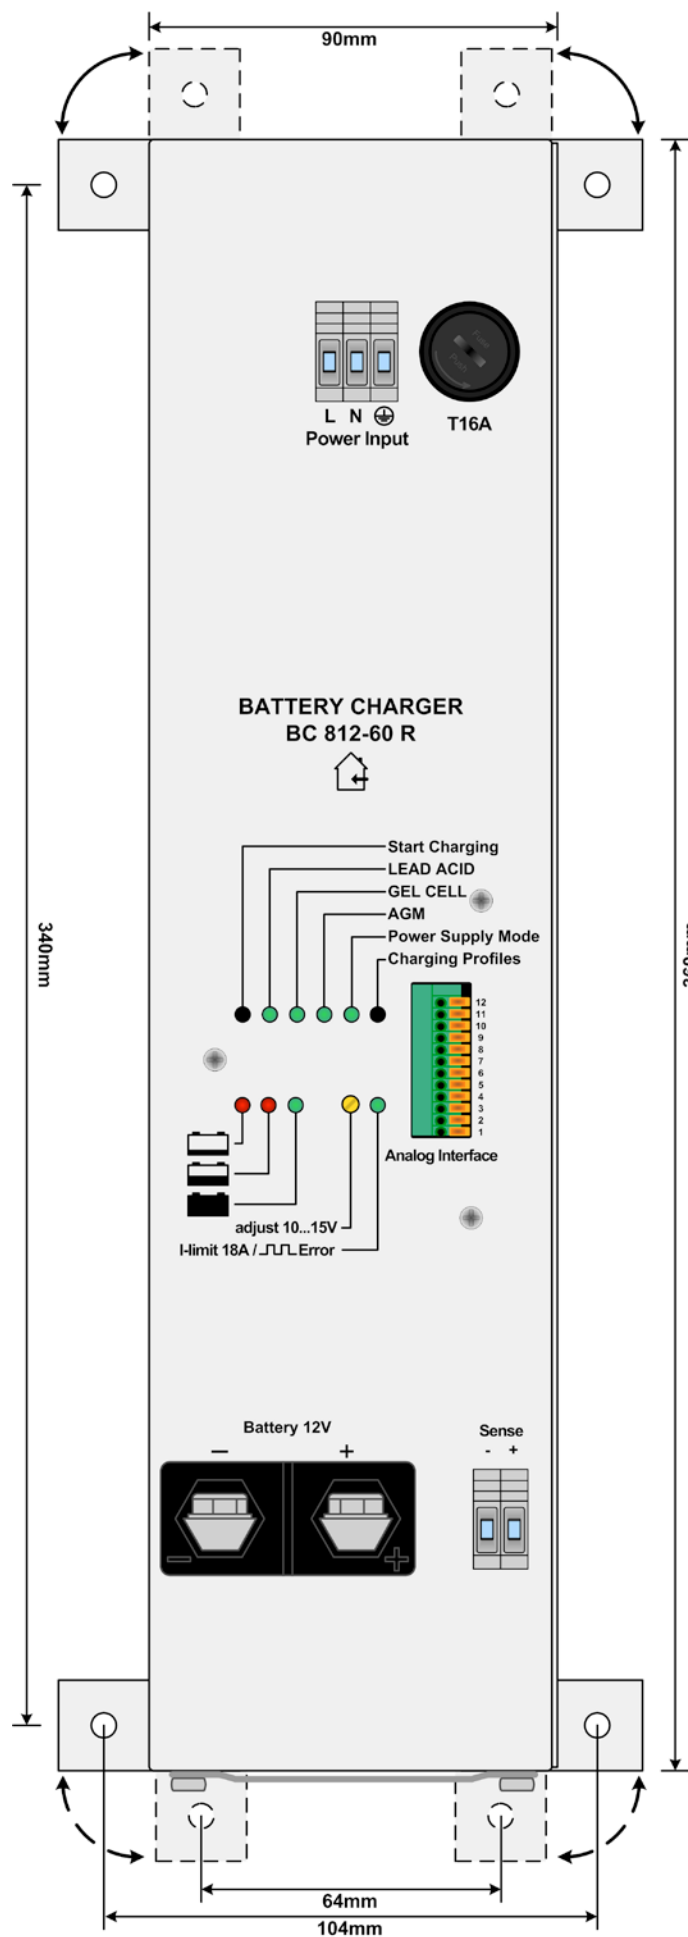 90mm
Fuse
Push
L N
Power Input
T16A
BATTERY CHARGER
BC 812-60 R
Start Charging
LEAD ACID
GEL CELL
AGM
Power Supply Mode
Charging Profiles
340mm
12
11
10
9
8
7
6
5
4
3
2
1
Analog Interface
adjust 10...15V
I-limit 18A / Error
Battery 12V
− +
Sense
- +
− +
64mm
104mm